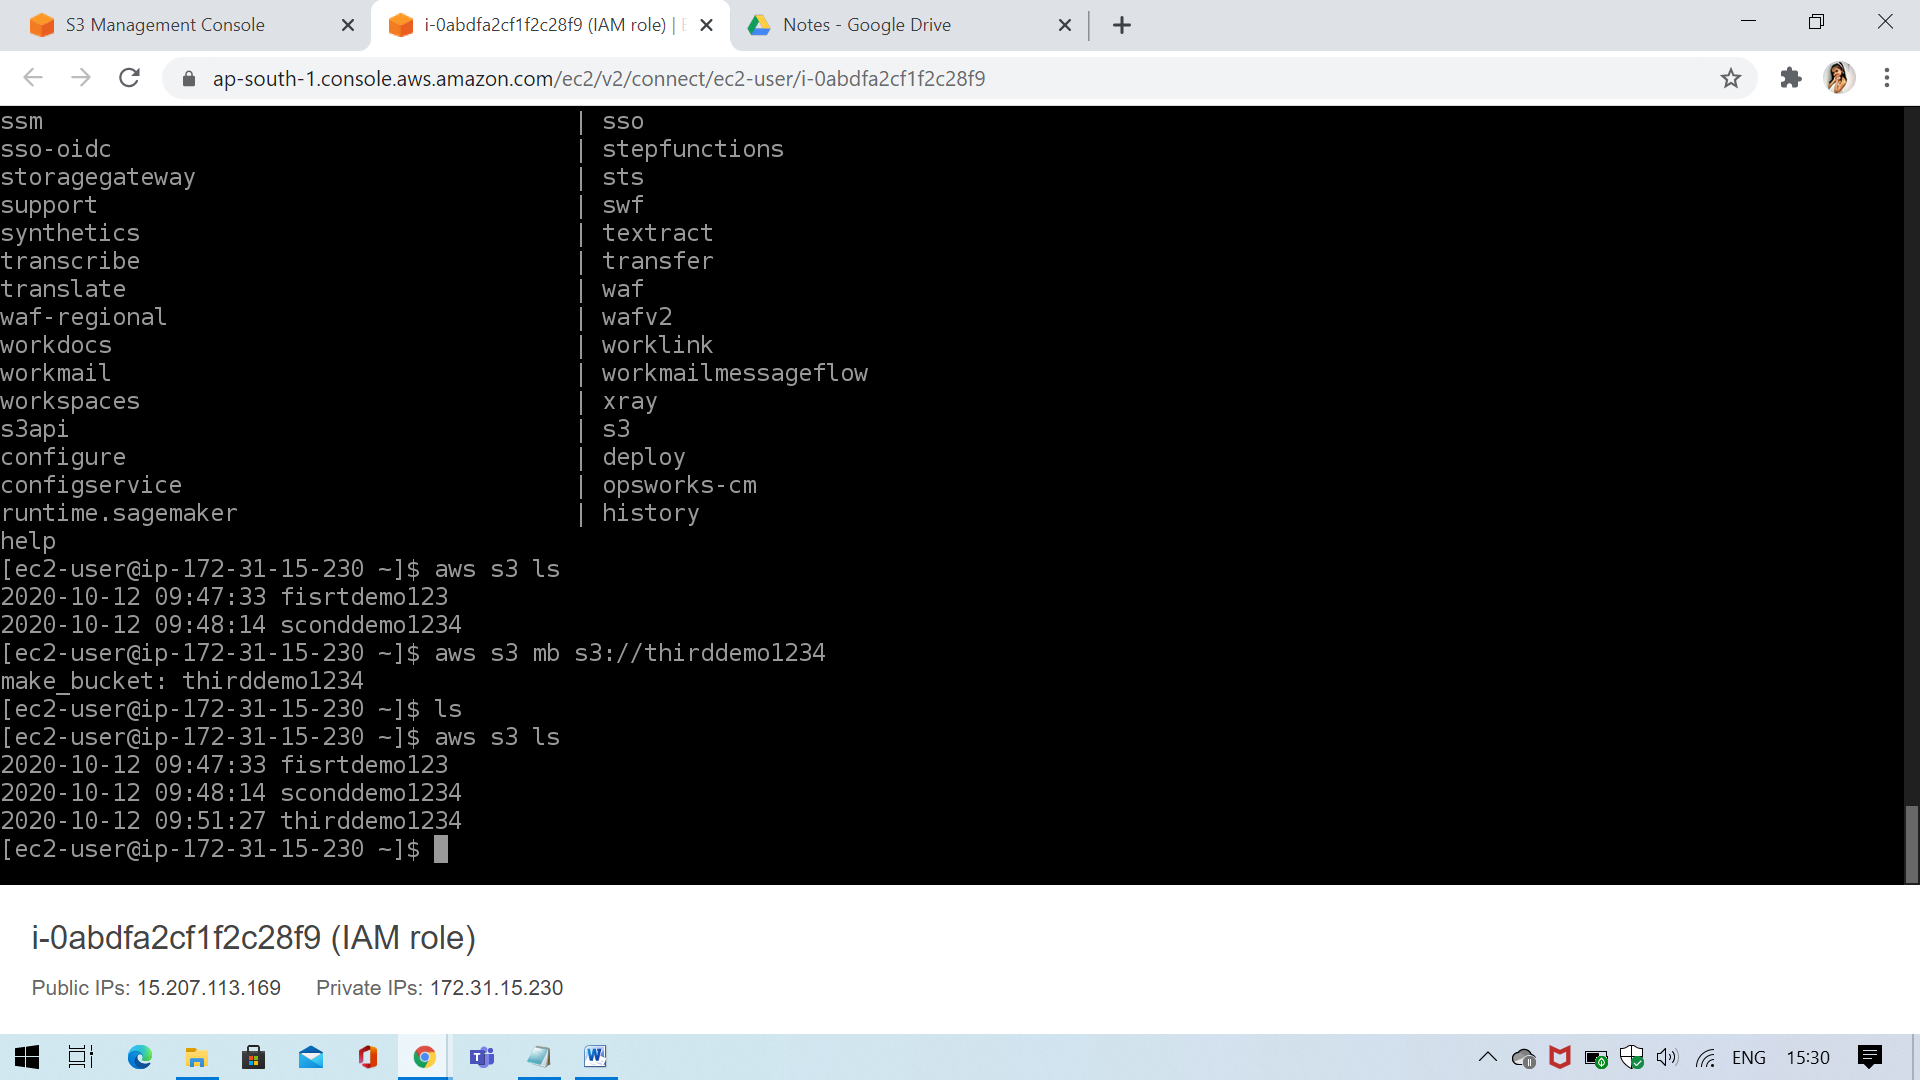 S3 Management Console
i-0abdfa2cf1f2c28f9 (IAM role) |
Notes - Google Drive
ap-south-1.console.aws.amazon.com/ec2/v2/connect/ec2-user/i-0abdfa2cf1f2c28f9
ssm | sso
sso-oidc | stepfunctions
storagegateway | sts
support | swf
synthetics | textract
transcribe | transfer
translate | waf
waf-regional | wafv2
workdocs | worklink
workmail | workmailmessageflow
workspaces | xray
s3api | s3
configure | deploy
configservice | opsworks-cm
runtime.sagemaker | history
help
[ec2-user@ip-172-31-15-230 ~]$ aws s3 ls
2020-10-12 09:47:33 fisrtdemo123
2020-10-12 09:48:14 sconddemo1234
[ec2-user@ip-172-31-15-230 ~]$ aws s3 mb s3://thirddemo1234
make_bucket: thirddemo1234
[ec2-user@ip-172-31-15-230 ~]$ ls
[ec2-user@ip-172-31-15-230 ~]$ aws s3 ls
2020-10-12 09:47:33 fisrtdemo123
2020-10-12 09:48:14 sconddemo1234
2020-10-12 09:51:27 thirddemo1234
[ec2-user@ip-172-31-15-230 ~]$
i-0abdfa2cf1f2c28f9 (IAM role)
Public IPs: 15.207.113.169 Private IPs: 172.31.15.230
ENG 15:30